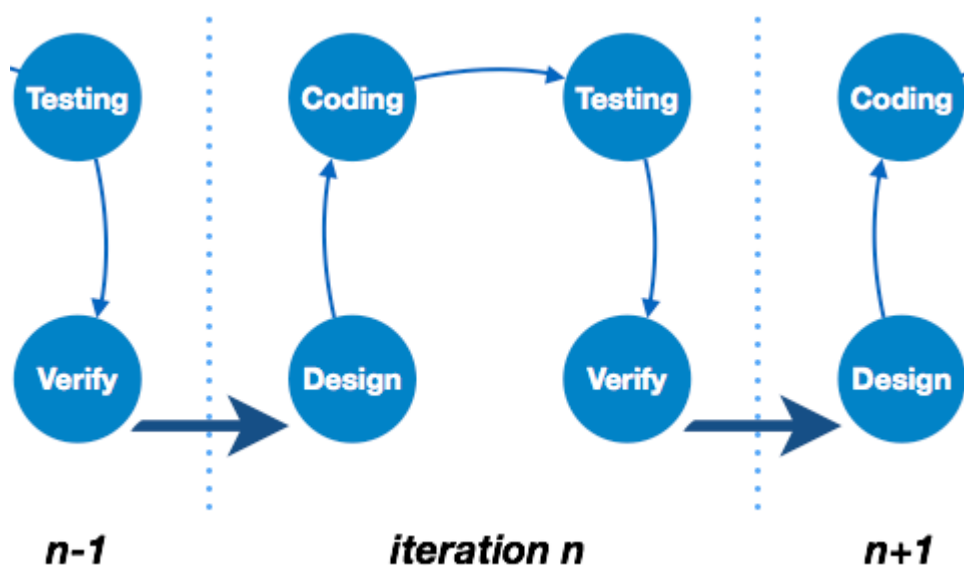 Testing
Coding
Testing
Coding
Verify
Design
Verify
Design
n-1
iteration n
n+1